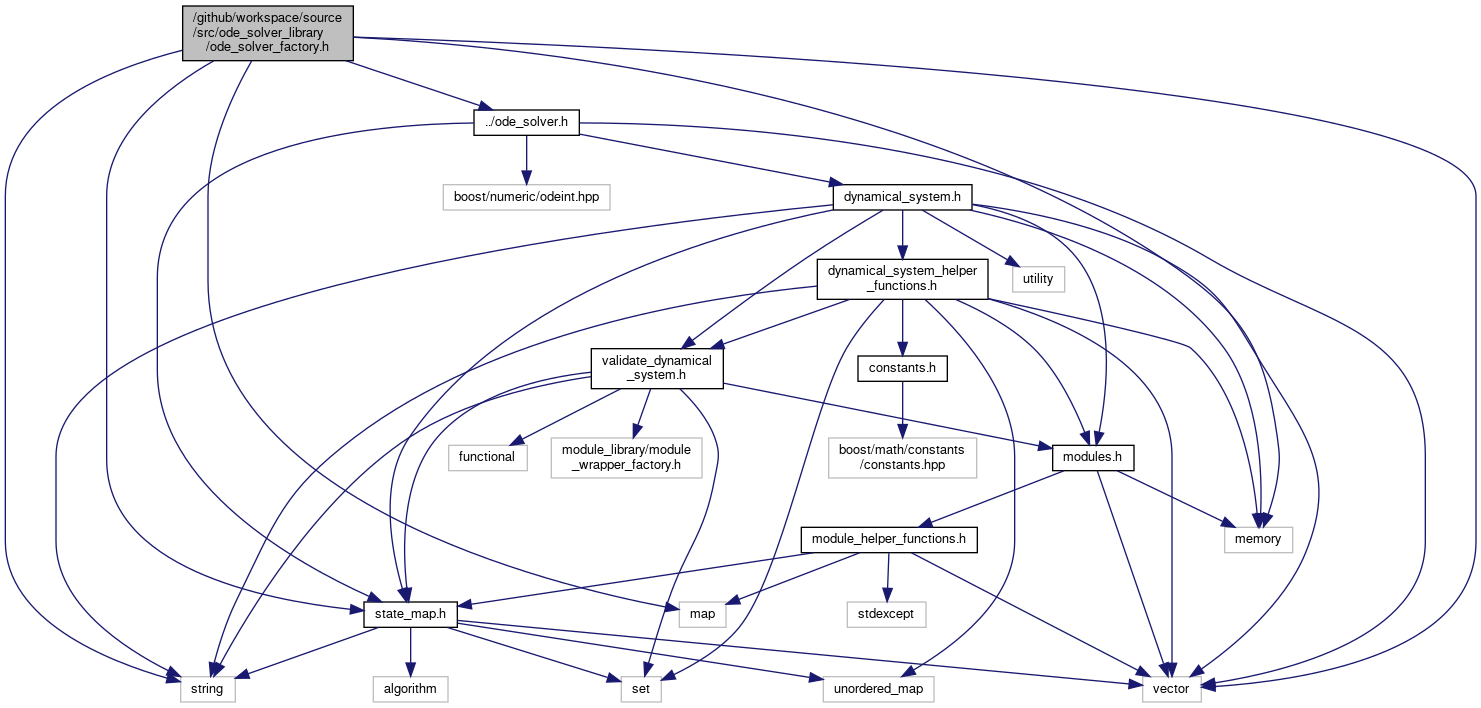 /github/workspace/source
/src/ode_solver_library
/ode_solver_factory.h
../ode_solver.h
boost/numeric/odeint.hpp
dynamical_system.h
dynamical_system_helper
_functions.h
utility
validate_dynamical
_system.h
constants.h
functional
module_library/module
_wrapper_factory.h
boost/math/constants
/constants.hpp
modules.h
module_helper_functions.h
memory
state_map.h
map
stdexcept
string
algorithm
set
unordered_map
vector